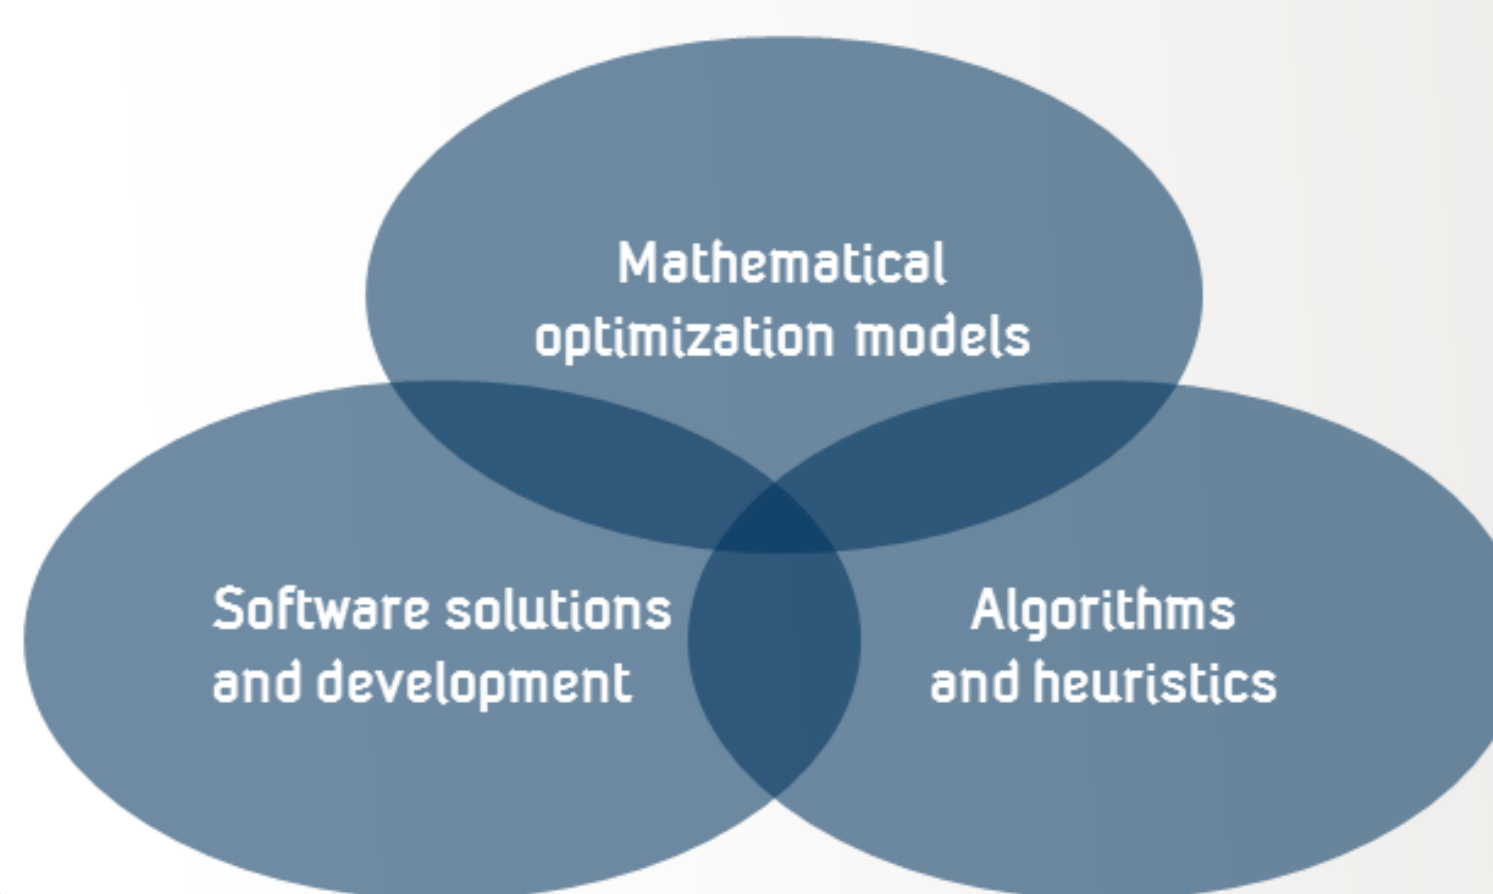 Mathematical
optimization models
Software solutions
and development
Algorithms
and heuristics